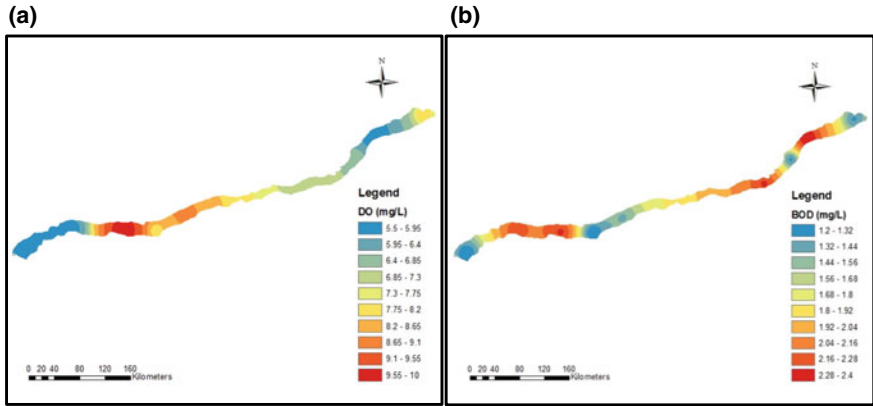 (a)
N
Legend
DO (mg/L)
5.5 - 5.95
5.95 - 6.4
6.4 - 6.85
6.85 - 7.3
7.3 - 7.75
7.75 - 8.2
8.2 - 8.65
8.65 - 9.1
9.1 - 9.55
9.55 - 10
0 20 40 80 120 160
Kilometers
(b)
N
Legend
BOD (mg/L)
1.2 - 1.32
1.32 - 1.44
1.44 - 1.56
1.56 - 1.68
1.68 - 1.8
1.8 - 1.92
1.92 - 2.04
2.04 - 2.16
2.16 - 2.28
2.28 - 2.4
0 20 40 80 120 160
Kilometers